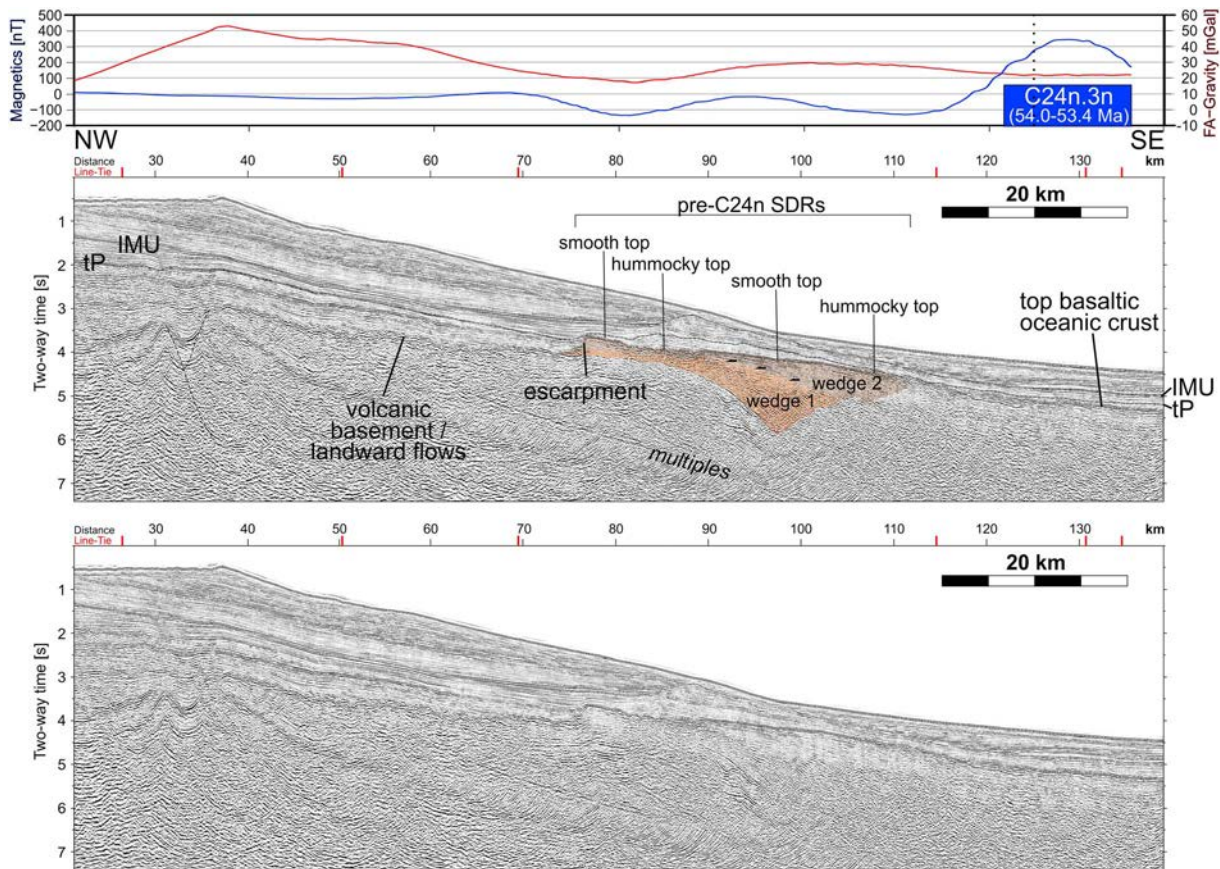 Magnetics [nT]
500
400
300
200
100
0
−100
−200
60
50
40
30
20
10
0
−10
FA-Gravity [mGal]
C24n.3n
(54.0-53.4 Ma)
NW
SE
Distance
Line-Tie
30
40
50
60
70
80
90
100
110
120
130
km
20 km
pre-C24n SDRs
smooth top
hummocky top
smooth top
hummocky top
top basaltic
oceanic crust
IMU
tP
escarpment
volcanic
basement /
landward flows
wedge 1
wedge 2
multiples
IMU
tP
Two-way time [s]
1
2
3
4
5
6
7
Distance
Line-Tie
30
40
50
60
70
80
90
100
110
120
130
km
20 km
Two-way time [s]
1
2
3
4
5
6
7